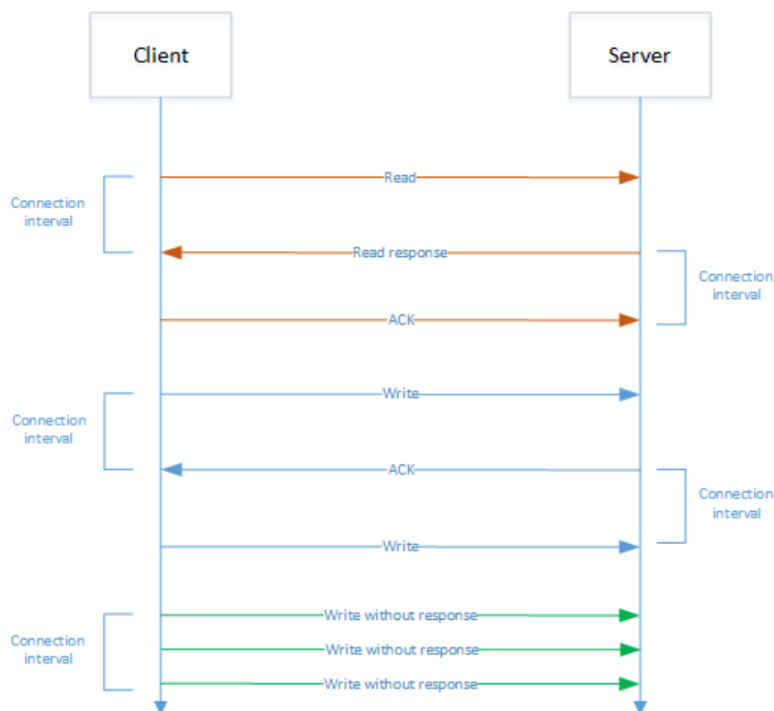 Client
Server
Read
Connection
interval
Read response
Connection
interval
ACK
Write
Connection
interval
ACK
Connection
interval
Write
Write without response
Connection
interval
Write without response
Write without response